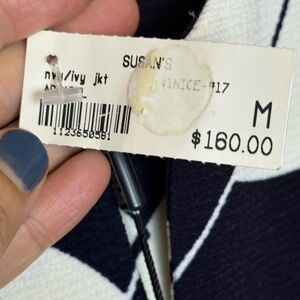 SUSAN'S
nvy/ivy jkt VINICE-#17
M
1123650581
$160.00